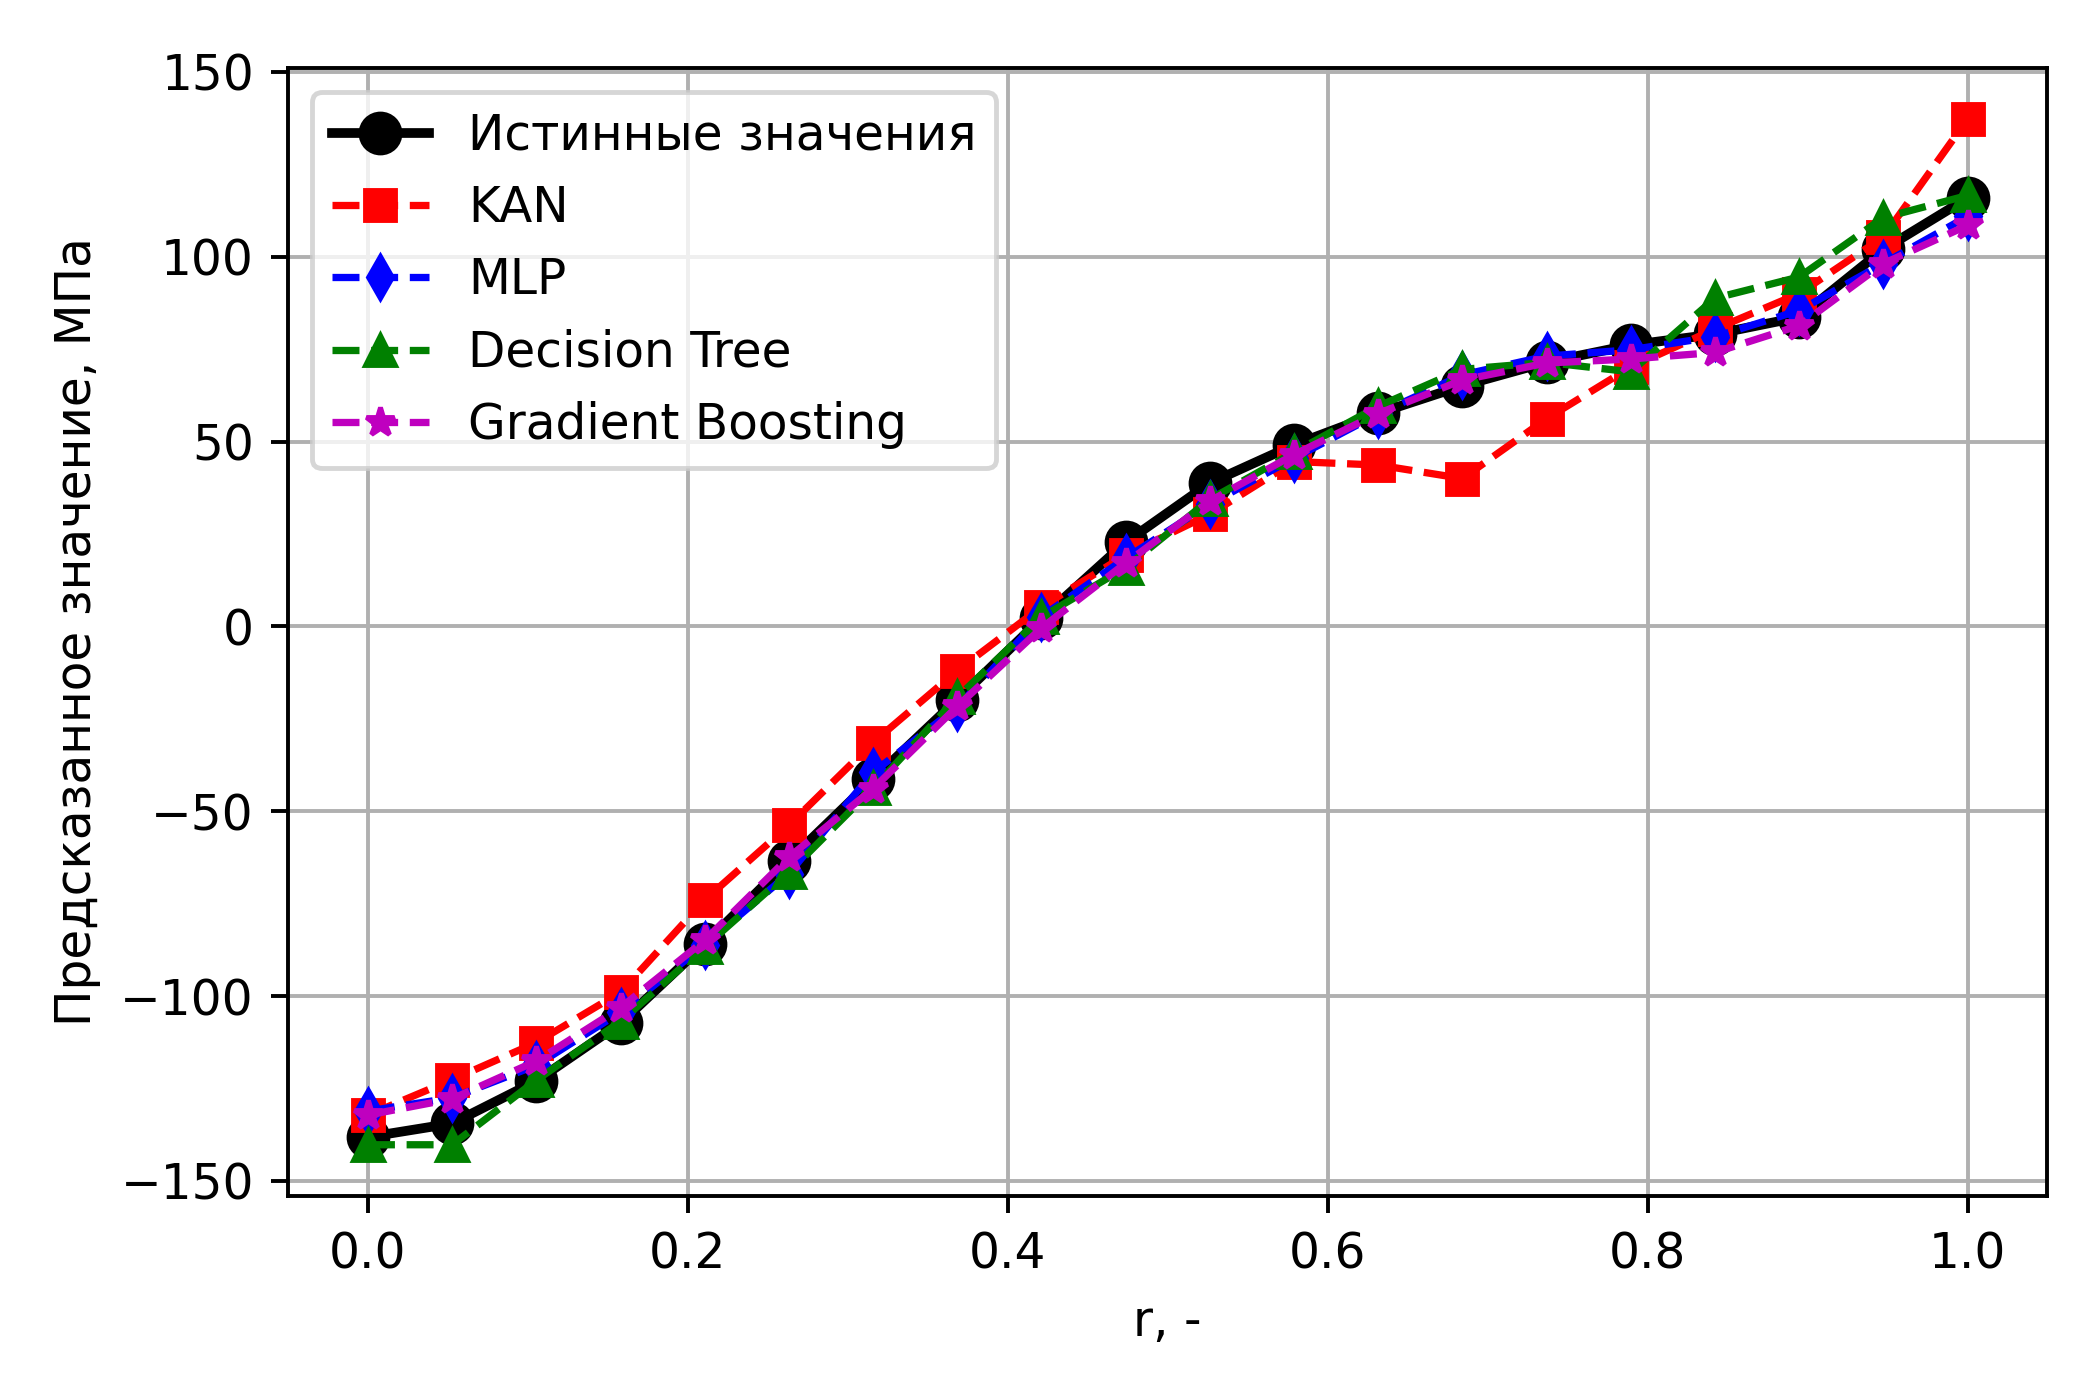 150
100
50
0
−50
−100
−150
Предсказанное значение, МПа
Истинные значения
KAN
MLP
Decision Tree
Gradient Boosting
0.0 0.2 0.4 0.6 0.8 1.0
r, -